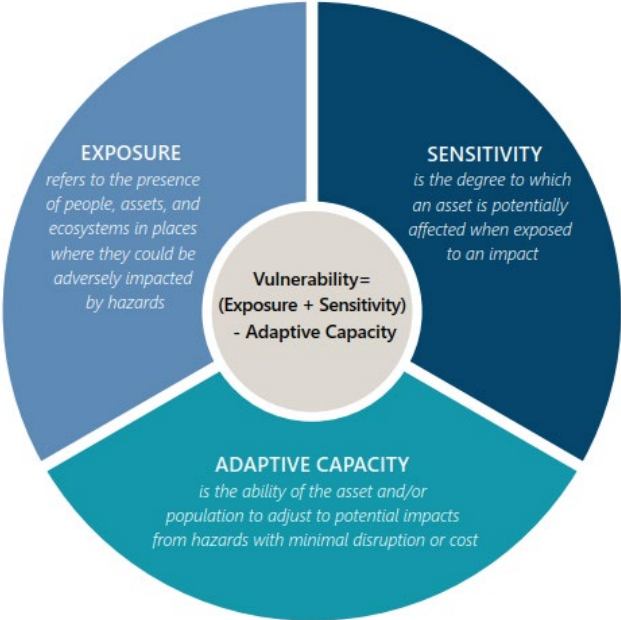 EXPOSURE
refers to the presence
of people, assets, and
ecosystems in places
where they could be
adversely impacted
by hazards
SENSITIVITY
is the degree to which
an asset is potentially
affected when exposed
to an impact
Vulnerability=
(Exposure + Sensitivity)
- Adaptive Capacity
ADAPTIVE CAPACITY
is the ability of the asset and/or
population to adjust to potential impacts
from hazards with minimal disruption or cost